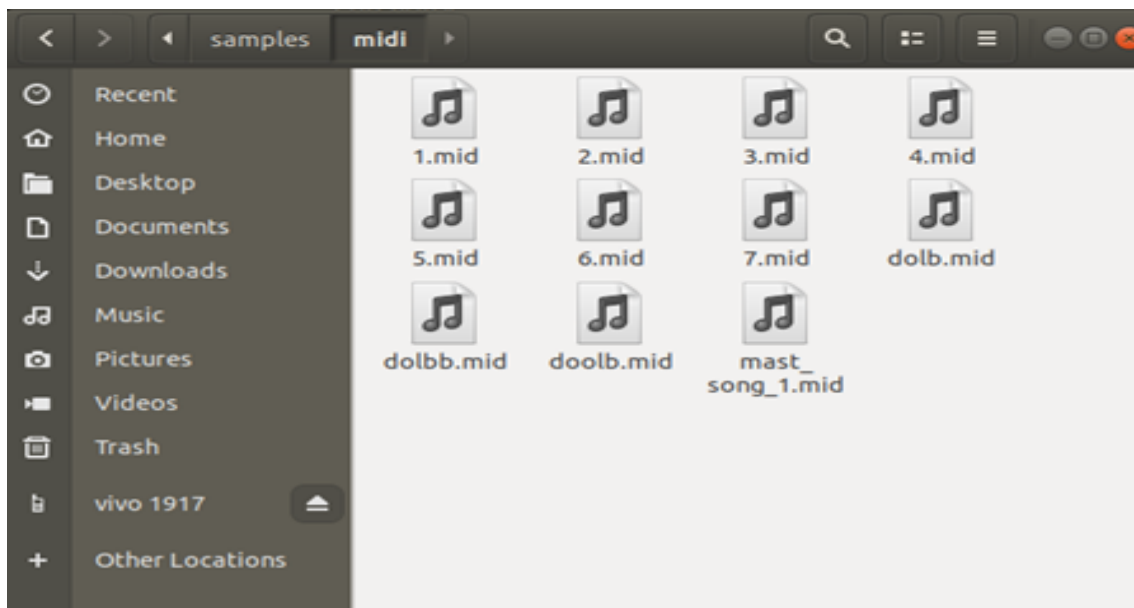 samples midi
Recent
Home
Desktop
Documents
Downloads
Music
Pictures
Videos
Trash
vivo 1917
Other Locations
1.mid 2.mid 3.mid 4.mid
5.mid 6.mid 7.mid dolb.mid
dolbb.mid doolb.mid mast_
song_1.mid